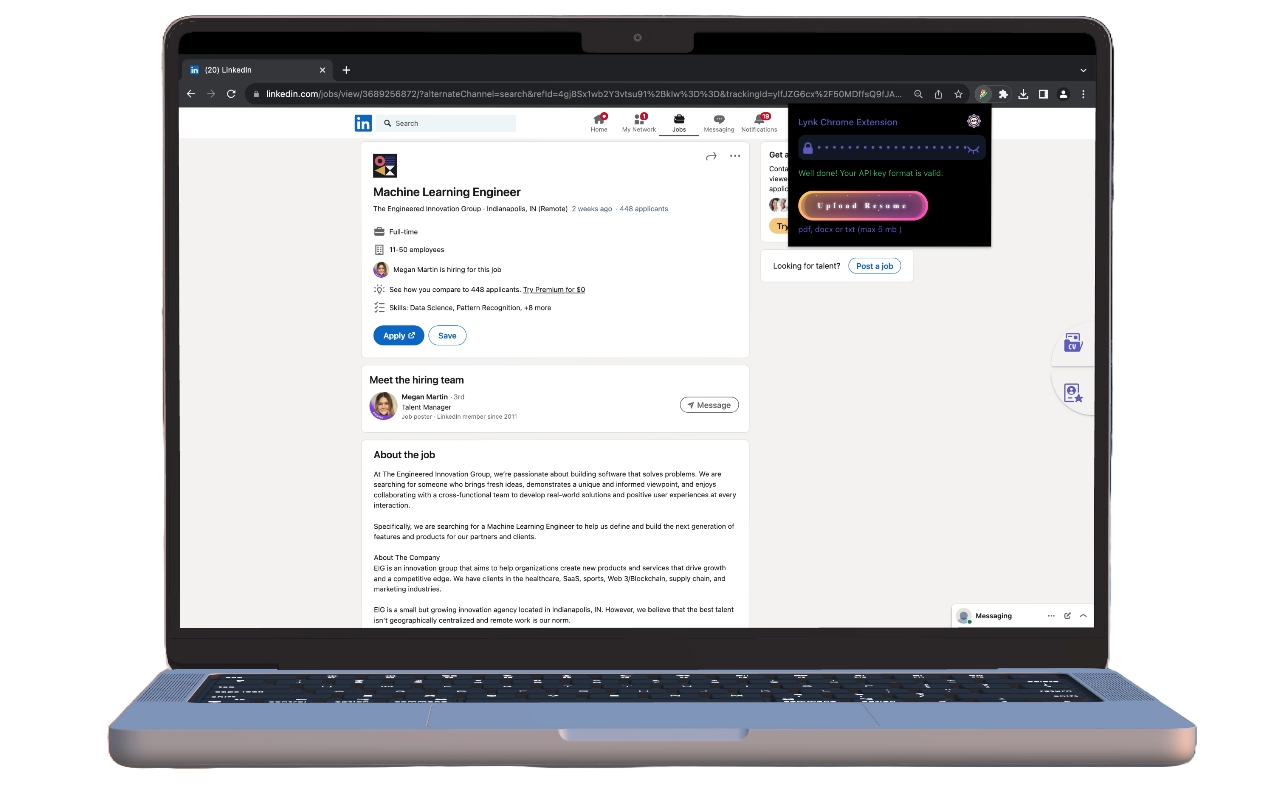 (20) LinkedIn
linkedin.com/jobs/view/3689256872/?alternateChannel=search&refId=4gj8Sx1wb2Y3vtsu91%2BkIw%3D%3D&trackingId=ylfJZG6cx%2F50MDffsQ9fJA...
in
Search
Home
1
My Network
Jobs
Messaging
19
Notifications
Lynk Chrome Extension
Well done! Your API key format is valid.
Upload Resume
pdf, docx or txt (max 5 mb )
Machine Learning Engineer
The Engineered Innovation Group · Indianapolis, IN (Remote) 2 weeks ago · 448 applicants
Full-time
11-50 employees
Megan Martin is hiring for this job
See how you compare to 448 applicants. Try Premium for $0
Skills: Data Science, Pattern Recognition, +8 more
Apply
Save
Get a
Conta
viewe
applic
Try
Looking for talent?
Post a job
CV
Meet the hiring team
Megan Martin · 3rd
Talent Manager
Job poster · LinkedIn member since 2011
Message
About the job
At The Engineered Innovation Group, we're passionate about building software that solves problems. We are
searching for someone who brings fresh ideas, demonstrates a unique and informed viewpoint, and enjoys
collaborating with a cross-functional team to develop real-world solutions and positive user experiences at every
interaction.
Specifically, we are searching for a Machine Learning Engineer to help us define and build the next generation of
features and products for our partners and clients.
About The Company
EIG is an innovation group that aims to help organizations create new products and services that drive growth
and a competitive edge. We have clients in the healthcare, SaaS, sports, Web 3/Blockchain, supply chain, and
marketing industries.
EIG is a small but growing innovation agency located in Indianapolis, IN. However, we believe that the best talent
isn't geographically centralized and remote work is our norm.
Messaging